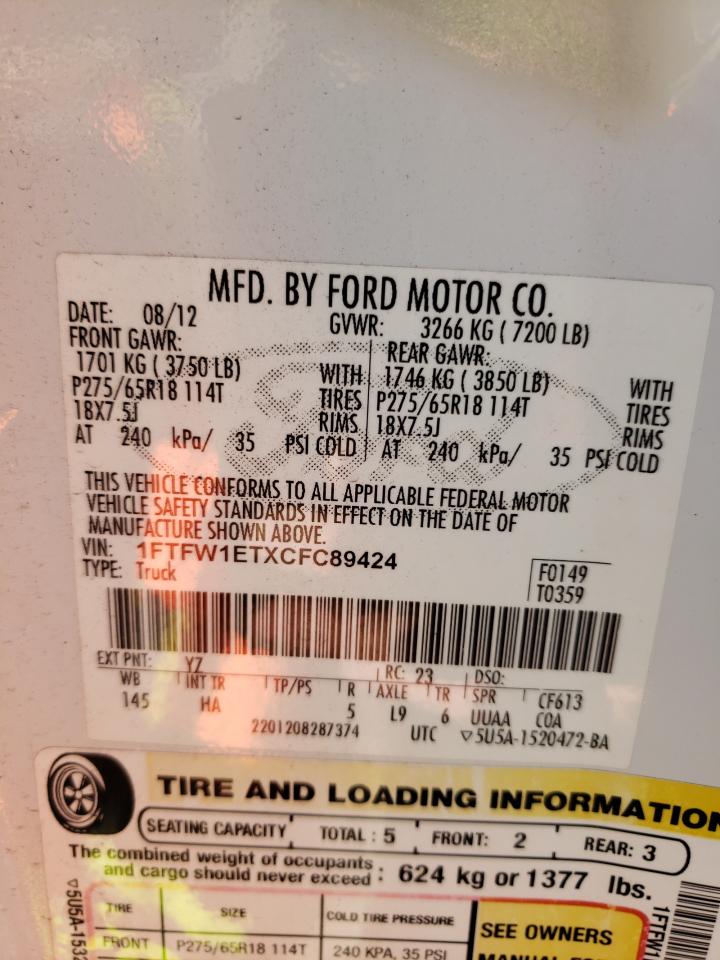 MFD. BY FORD MOTOR CO.
DATE: 08/12 GVWR: 3266 KG ( 7200 LB)
FRONT GAWR: REAR GAWR:
1701 KG ( 3750 LB) WITH 1746 KG ( 3850 LB) WITH
P275/65R18 114T TIRES P275/65R18 114T TIRES
18X7.5J RIMS 18X7.5J RIMS
AT 240 kPa/ 35 PSI COLD AT 240 kPa/ 35 PSI COLD
THIS VEHICLE CONFORMS TO ALL APPLICABLE FEDERAL MOTOR
VEHICLE SAFETY STANDARDS IN EFFECT ON THE DATE OF
MANUFACTURE SHOWN ABOVE.
VIN: 1FTFW1ETXCFC89424
TYPE: Truck F0149
T0359
EXT PNT: YZ RC: 23 DSO:
WB INT TR TP/PS R AXLE TR SPR CF613
145 HA 5 L9 6 UUAA COA
2201208287374 UTC ▽5U5A-1520472-BA
TIRE AND LOADING INFORMATION
SEATING CAPACITY TOTAL : 5 FRONT: 2 REAR: 3
The combined weight of occupants
and cargo should never exceed : 624 kg or 1377 lbs.
TIRE SIZE COLD TIRE PRESSURE SEE OWNERS
FRONT P275/65R18 114T 240 KPA, 35 PSI
▽5U5A-153
1FTFW1